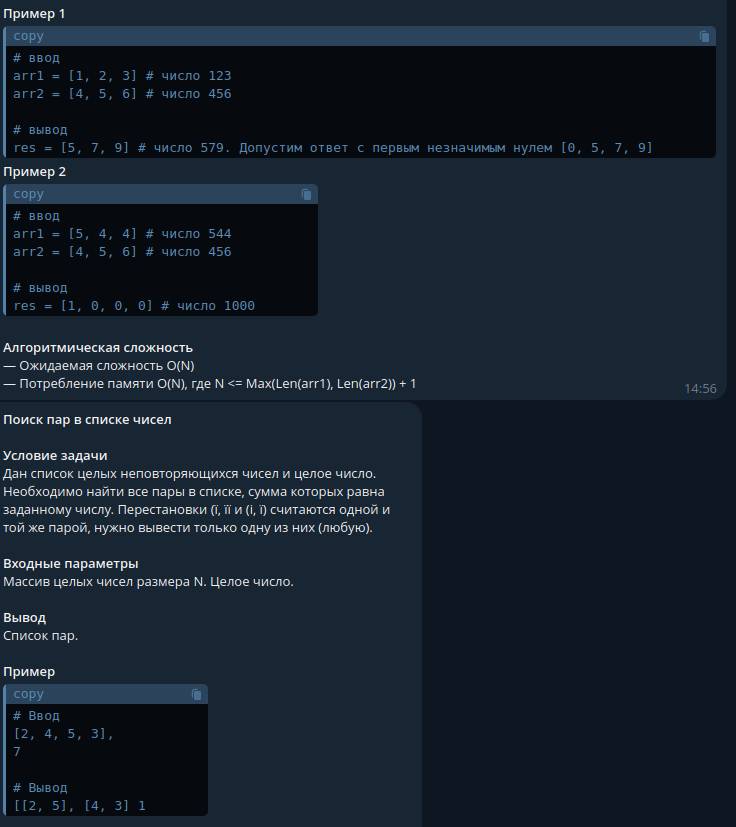 Пример 1
copy
# ввод
arr1 = [1, 2, 3] # число 123
arr2 = [4, 5, 6] # число 456
# вывод
res = [5, 7, 9] # число 579. Допустим ответ с первым незначимым нулем [0, 5, 7, 9]
Пример 2
copy
# ввод
arr1 = [5, 4, 4] # число 544
arr2 = [4, 5, 6] # число 456
# вывод
res = [1, 0, 0, 0] # число 1000
Алгоритмическая сложность
— Ожидаемая сложность O(N)
— Потребление памяти O(N), где N <= Max(Len(arr1), Len(arr2)) + 1
14:56
Поиск пар в списке чисел
Условие задачи
Дан список целых неповторяющихся чисел и целое число.
Необходимо найти все пары в списке, сумма которых равна
заданному числу. Перестановки (ї, її и (i, ї) считаются одной и
той же парой, нужно вывести только одну из них (любую).
Входные параметры
Массив целых чисел размера N. Целое число.
Вывод
Список пар.
Пример
copy
# Ввод
[2, 4, 5, 3],
7
# Вывод
[[2, 5], [4, 3] 1